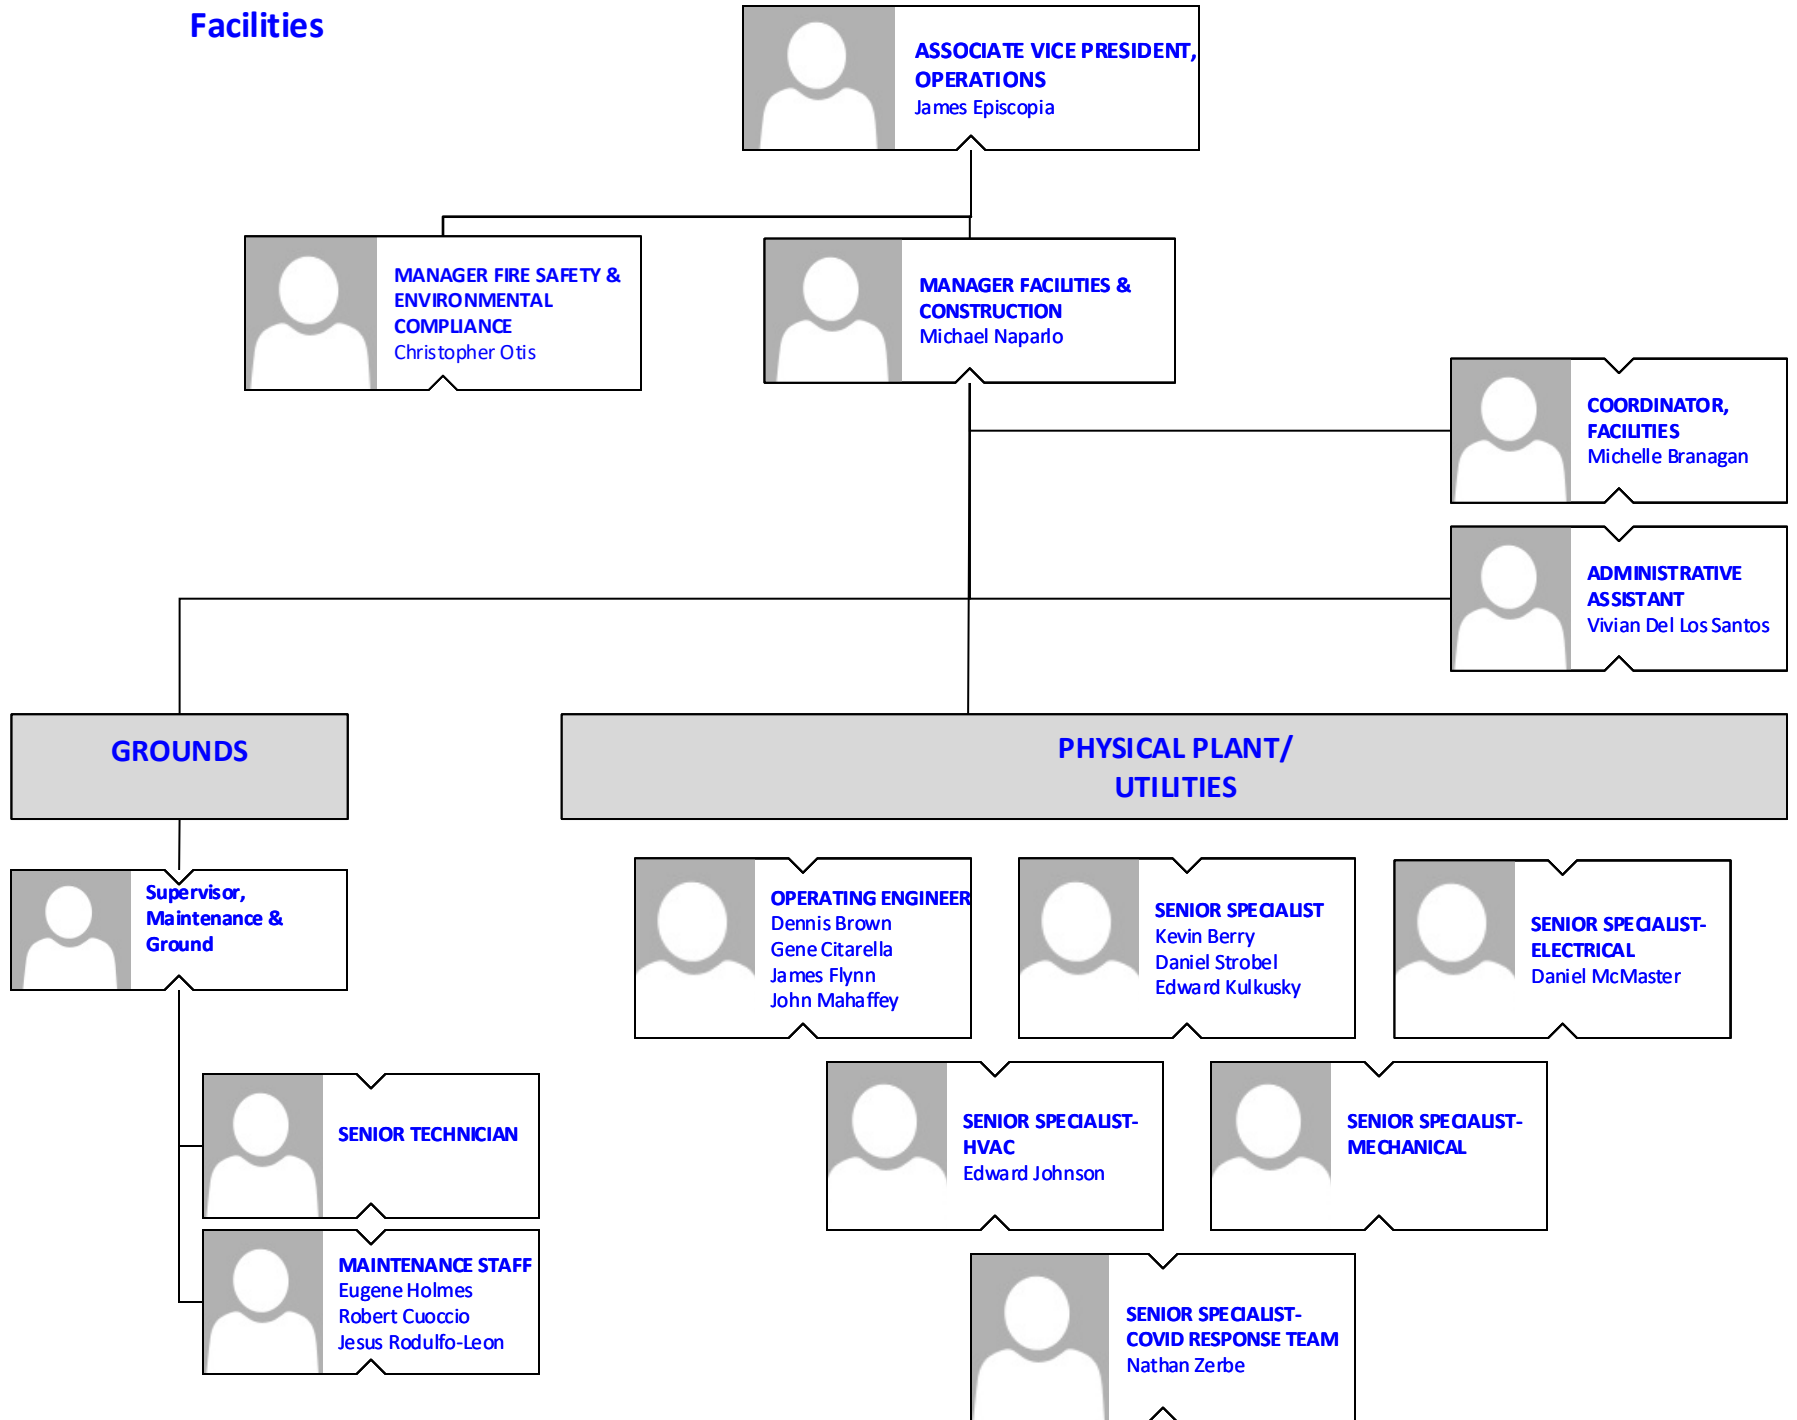 Facilities
ASSOCIATE VICE PRESIDENT,
OPERATIONS
James Episcopia
MANAGER FIRE SAFETY &
ENVIRONMENTAL
COMPLIANCE
Christopher Otis
MANAGER FACILITIES &
CONSTRUCTION
Michael Naparlo
COORDINATOR,
FACILITIES
Michelle Branagan
ADMINISTRATIVE
ASSISTANT
Vivian Del Los Santos
GROUNDS
PHYSICAL PLANT/
UTILITIES
Supervisor,
Maintenance &
Ground
OPERATING ENGINEER
Dennis Brown
Gene Citarella
James Flynn
John Mahaffey
SENIOR SPECIALIST
Kevin Berry
Daniel Strobel
Edward Kulkusky
SENIOR SPECIALIST-
ELECTRICAL
Daniel McMaster
SENIOR TECHNICIAN
SENIOR SPECIALIST-
HVAC
Edward Johnson
SENIOR SPECIALIST-
MECHANICAL
MAINTENANCE STAFF
Eugene Holmes
Robert Cuoccio
Jesus Rodulfo-Leon
SENIOR SPECIALIST-
COVID RESPONSE TEAM
Nathan Zerbe